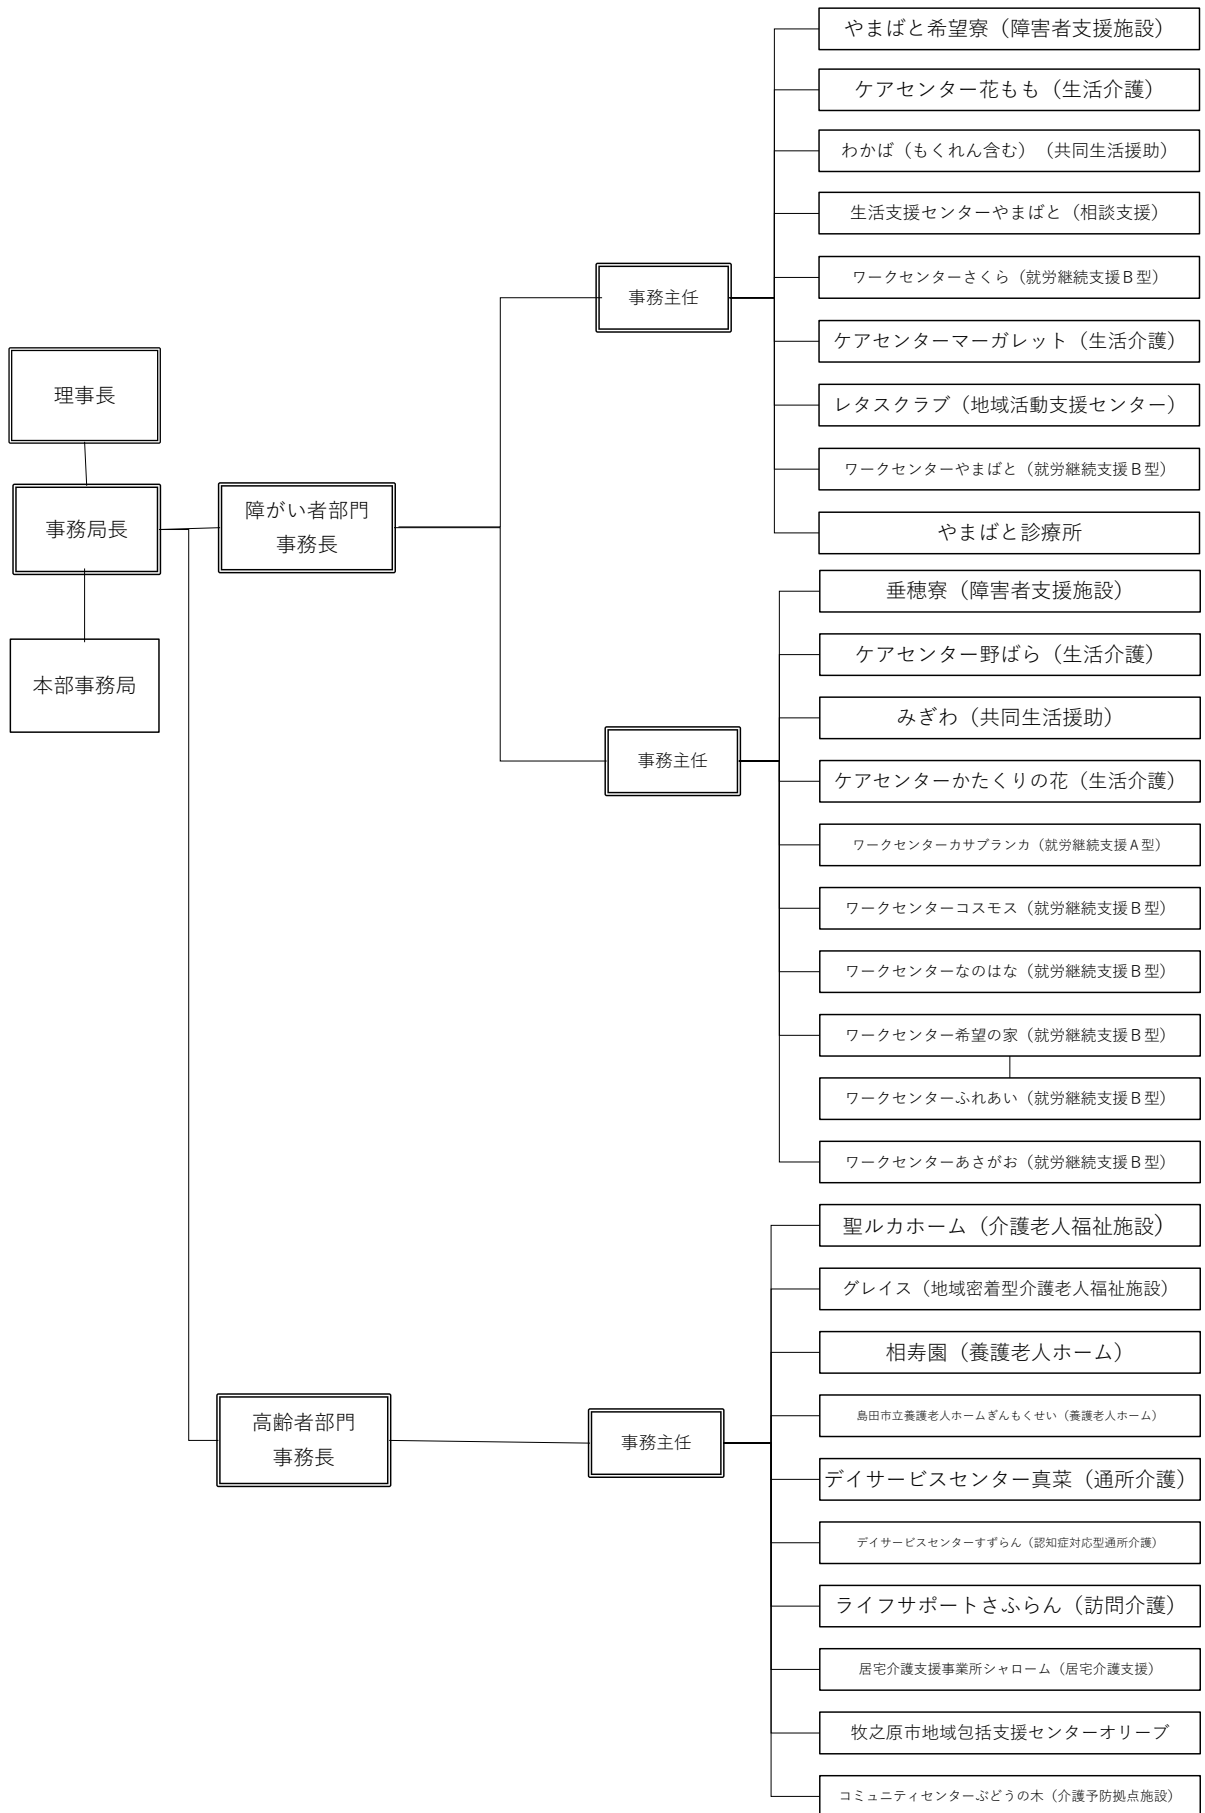 理事長
事務局長
本部事務局
障がい者部門
事務長
事務主任
やまばと希望寮（障害者支援施設）
ケアセンター花もも（生活介護）
わかば（もくれん含む）（共同生活援助）
生活支援センターやまばと（相談支援）
ワークセンターさくら（就労継続支援Ｂ型）
ケアセンターマーガレット（生活介護）
レタスクラブ（地域活動支援センター）
ワークセンターやまばと（就労継続支援Ｂ型）
やまばと診療所
事務主任
垂穂寮（障害者支援施設）
ケアセンター野ばら（生活介護）
みぎわ（共同生活援助）
ケアセンターかたくりの花（生活介護）
ワークセンターカサブランカ（就労継続支援Ａ型）
ワークセンターコスモス（就労継続支援Ｂ型）
ワークセンターなのはな（就労継続支援Ｂ型）
ワークセンター希望の家（就労継続支援Ｂ型）
ワークセンターふれあい（就労継続支援Ｂ型）
ワークセンターあさがお（就労継続支援Ｂ型）
高齢者部門
事務長
事務主任
聖ルカホーム（介護老人福祉施設）
グレイス（地域密着型介護老人福祉施設）
相寿園（養護老人ホーム）
島田市立養護老人ホームぎんもくせい（養護老人ホーム）
デイサービスセンター真菜（通所介護）
デイサービスセンターすずらん（認知症対応型通所介護）
ライフサポートさふらん（訪問介護）
居宅介護支援事業所シャローム（居宅介護支援）
牧之原市地域包括支援センターオリーブ
コミュニティセンターぶどうの木（介護予防拠点施設）